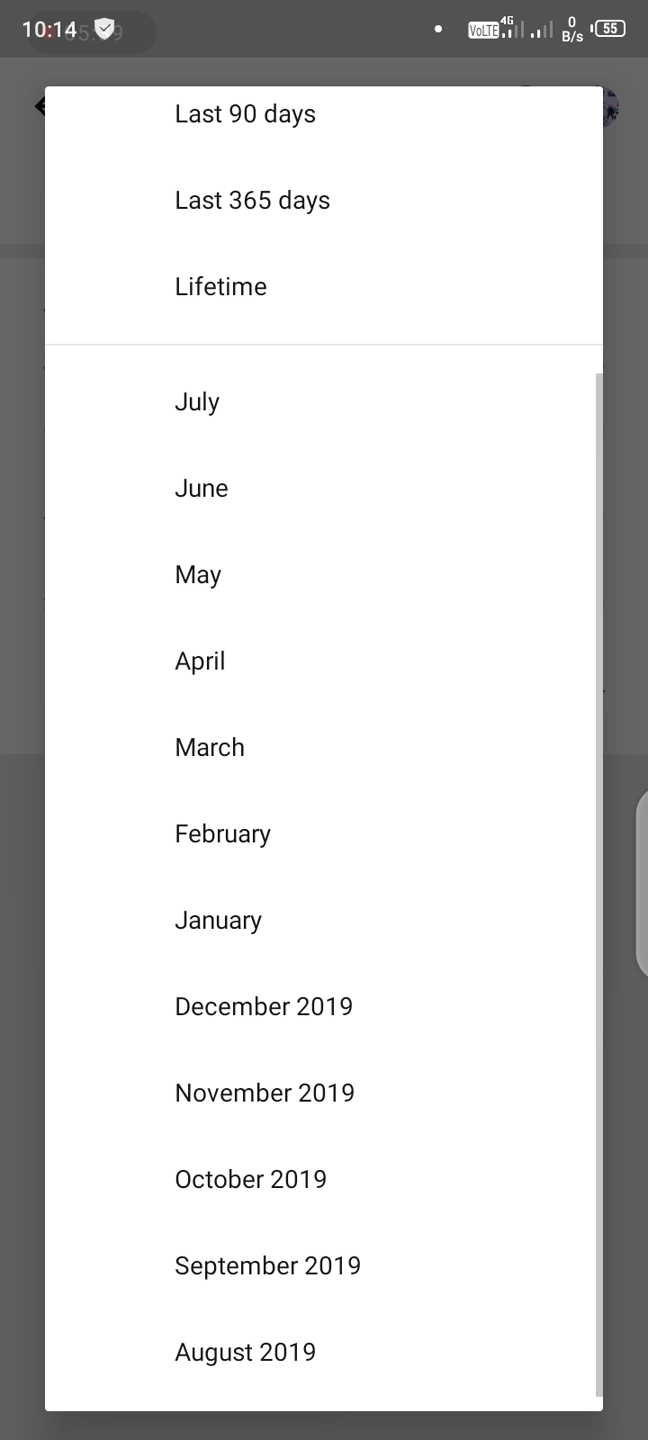 10:14
VoLTE 4G 0 B/s 55
Last 90 days
Last 365 days
Lifetime
July
June
May
April
March
February
January
December 2019
November 2019
October 2019
September 2019
August 2019